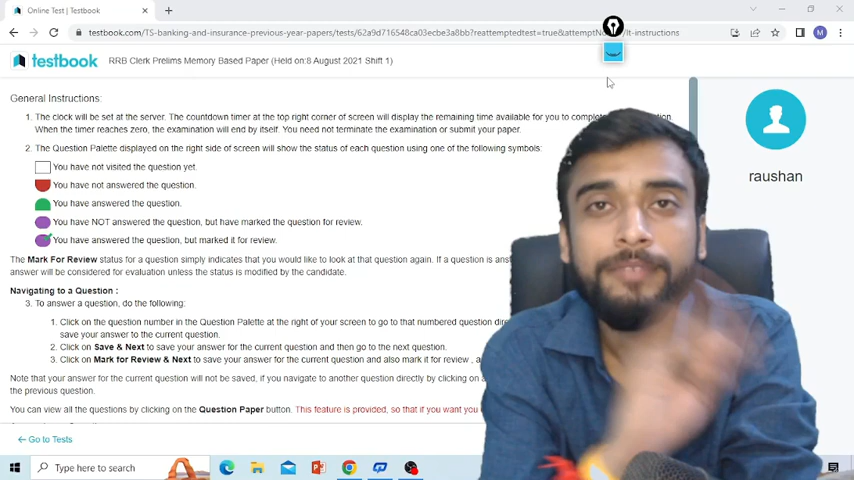 Online Test | Testbook
testbook.com/TS-banking-and-insurance-previous-year-papers/tests/62a9d716548ca03ecbe3a8bb?reattemptedtest=true&attemptNo
lt-instructions
M
testbook RRB Clerk Prelims Memory Based Paper (Held on:8 August 2021 Shift 1)
General Instructions:
1. The clock will be set at the server. The countdown timer at the top right corner of screen will display the remaining time available for you to
When the timer reaches zero, the examination will end by itself. You need not terminate the examination or submit your paper.
2. The Question Palette displayed on the right side of screen will show the status of each question using one of the following symbols:
You have not visited the question yet.
You have not answered the question.
You have answered the question.
You have NOT answered the question, but have marked the question for review.
You have answered the question, but marked it for review.
The Mark For Review status for a question simply indicates that you would like to look at that question again. If a question is
answer will be considered for evaluation unless the status is modified by the candidate.
Navigating to a Question :
3. To answer a question, do the following:
1. Click on the question number in the Question Palette at the right of your screen to go to that numbered question
save your answer to the current question.
2. Click on Save & Next to save your answer for the current question and then go to the next question.
3. Click on Mark for Review & Next to save your answer for the current question and also mark it for review ,
Note that your answer for the current question will not be saved, if you navigate to another question directly by clicking on
the previous question.
You can view all the questions by clicking on the Question Paper button. This feature is provided, so that if you want you
Go to Tests
raushan
Type here to search